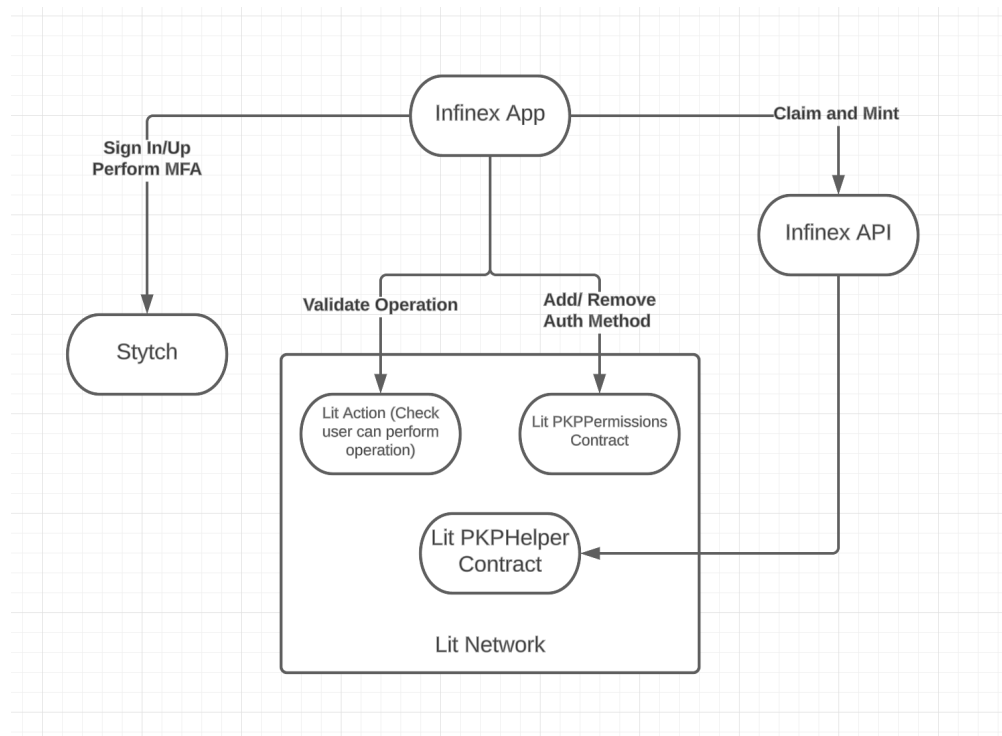 Infinex App
Claim and Mint
Sign In/Up
Perform MFA
Infinex API
Validate Operation
Add/ Remove
Auth Method
Stytch
Lit Action (Check
user can perform
operation)
Lit PKPPermissions
Contract
Lit PKPHelper
Contract
Lit Network